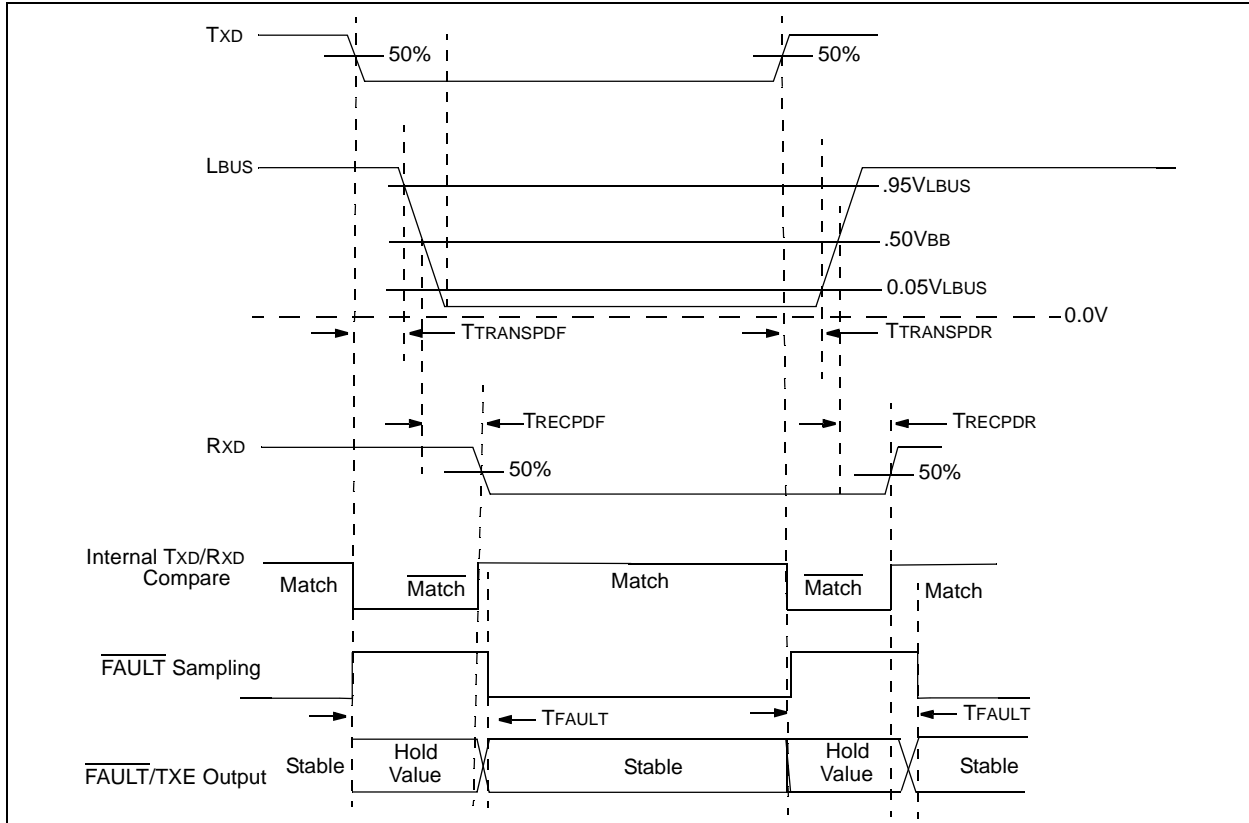 TXD
50%
50%
LBUS
.95VLBUS
.50VBB
0.05VLBUS
0.0V
TTRANSPDF
TTRANSPDR
TRECPDF
TRECPDR
RXD
50%
50%
Internal TXD/RXD
Compare
Match
Match
Match
Match
Match
FAULT Sampling
TFAULT
TFAULT
FAULT/TXE Output
Stable
Hold
Value
Stable
Hold
Value
Stable